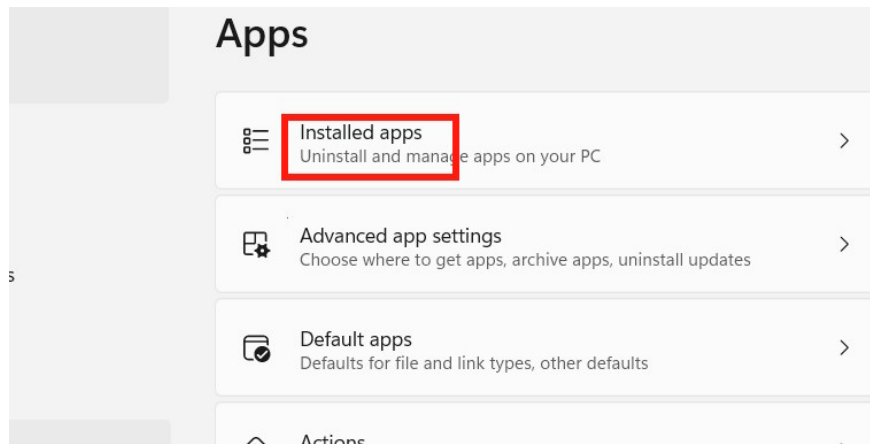 Apps
Installed apps
Uninstall and manage apps on your PC
Advanced app settings
Choose where to get apps, archive apps, uninstall updates
s
Default apps
Defaults for file and link types, other defaults
Actions